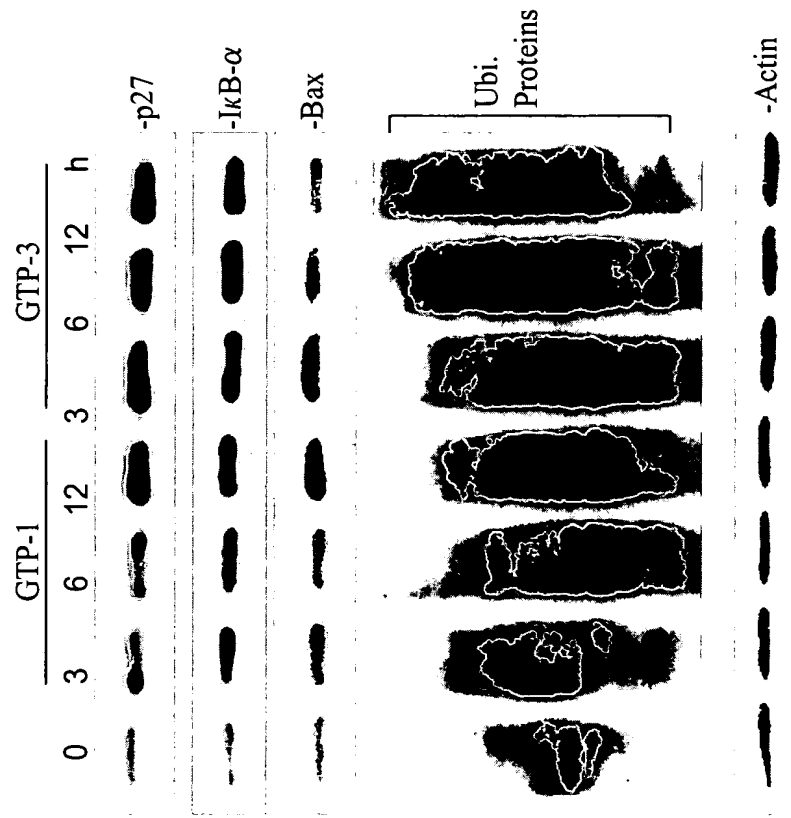 GTP-1 GTP-3
0 3 6 12 3 6 12 h
-p27
-IκB-α
-Bax
Ubi.
Proteins
-Actin